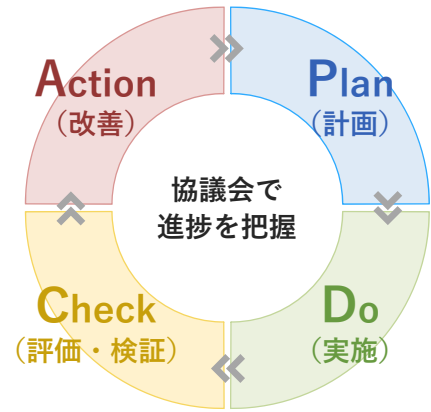 Action
（改善）
Plan
（計画）
協議会で
進捗を把握
Check
（評価・検証）
Do
（実施）